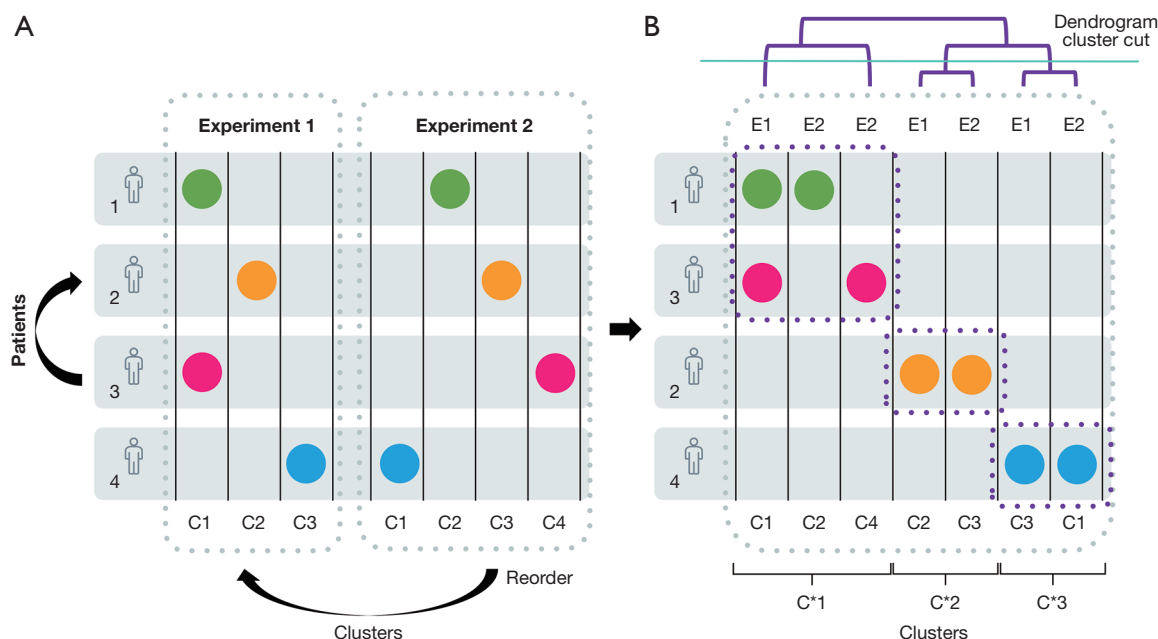 A
Experiment 1
Experiment 2
1
2
3
4
Patients
C1
C2
C3
C1
C2
C3
C4
Reorder
Clusters
B
Dendrogram
cluster cut
E1
E2
E2
E1
E2
E1
E2
1
3
2
4
C1
C2
C4
C2
C3
C3
C1
C*1
C*2
C*3
Clusters